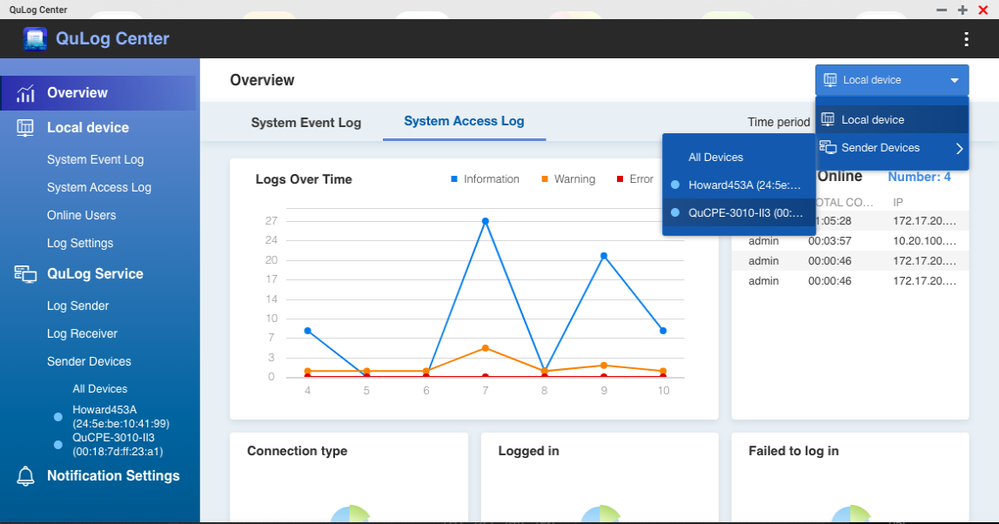 QuLog Center
QuLog Center
Overview
Local device
System Event Log
System Access Log
Online Users
Log Settings
QuLog Service
Log Sender
Log Receiver
Sender Devices
All Devices
Howard453A
(24:5e:be:10:41:99)
QuCPE-3010-II3
(00:18:7d:ff:23:a1)
Notification Settings
Overview
Local device
Local device
Sender Devices
All Devices
Howard453A (24:5e:...
QuCPE-3010-II3 (00:...
System Event Log
System Access Log
Time period
Logs Over Time
Information
Warning
Error
27
24
20
17
14
10
7
3
0
4 5 6 7 8 9 10
Online
Number: 4
OTAL CO... IP
1:05:28 172.17.20....
admin 00:03:57 10.20.100....
admin 00:00:46 172.17.20....
admin 00:00:46 172.17.20....
Connection type
Logged in
Failed to log in